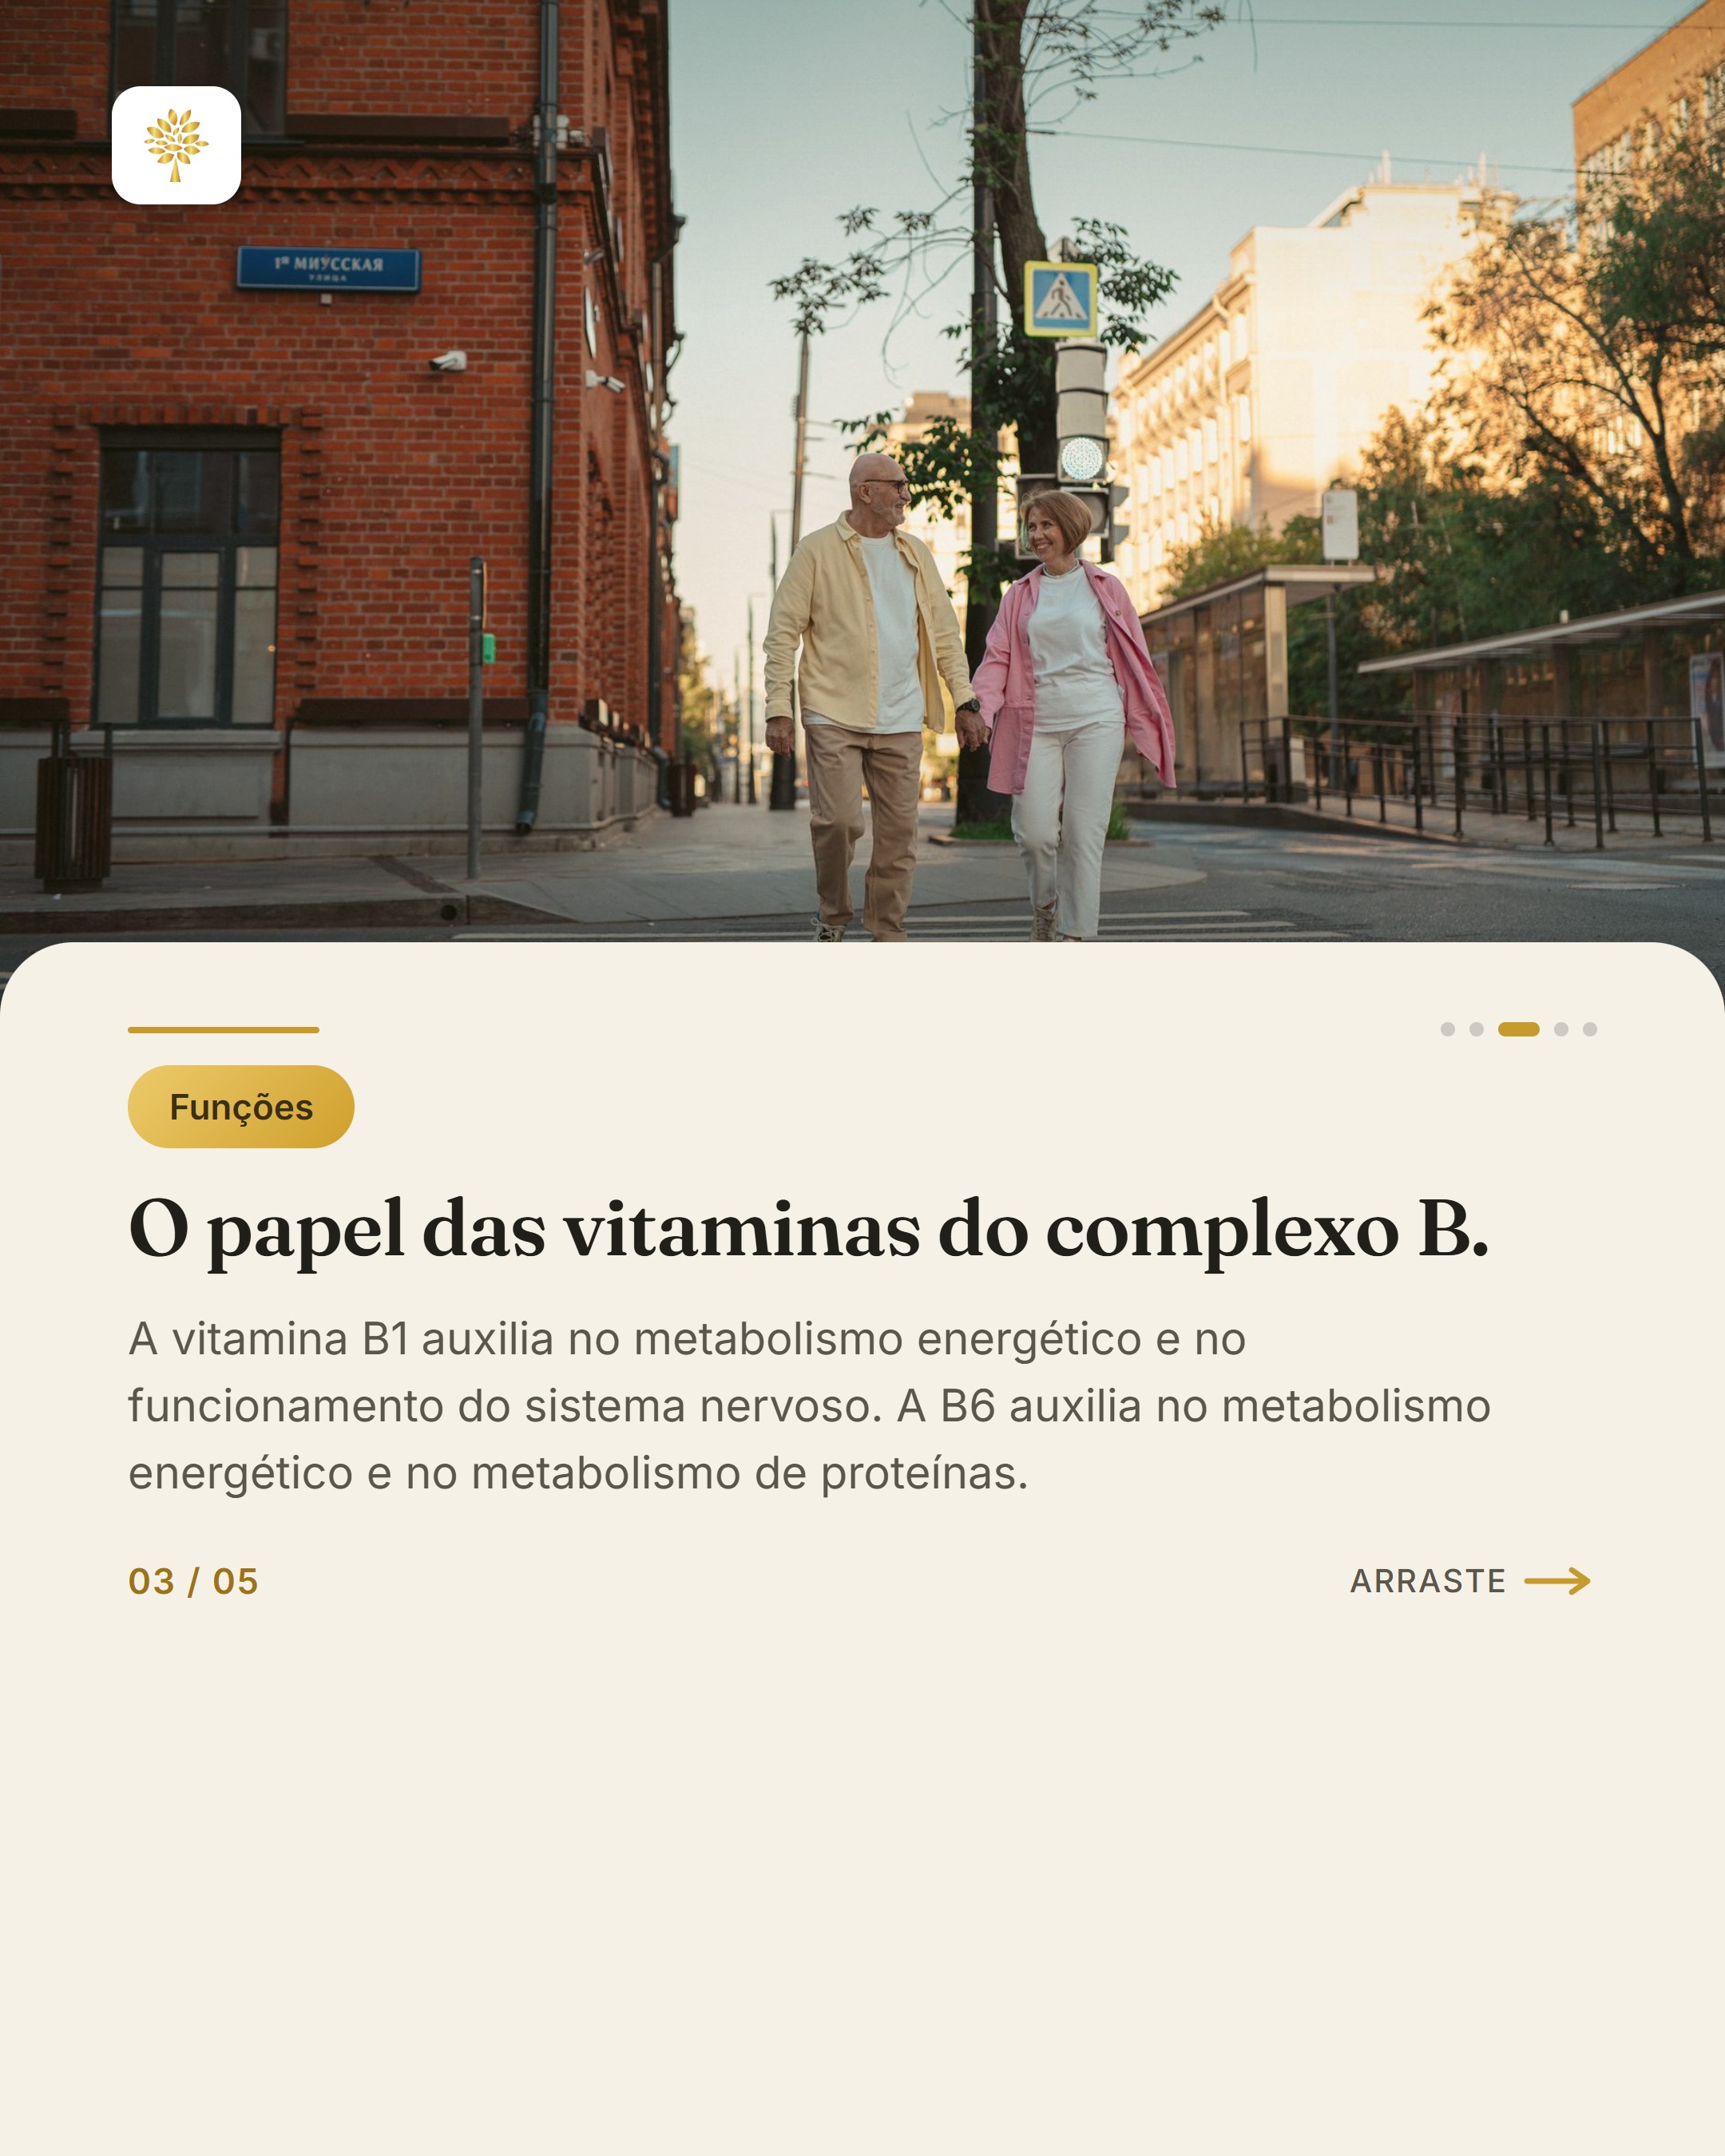 1я МИУССКАЯ
УЛИЦА
Funções
O papel das vitaminas do complexo B.
A vitamina B1 auxilia no metabolismo energético e no
funcionamento do sistema nervoso. A B6 auxilia no metabolismo
energético e no metabolismo de proteínas.
03 / 05
ARRASTE